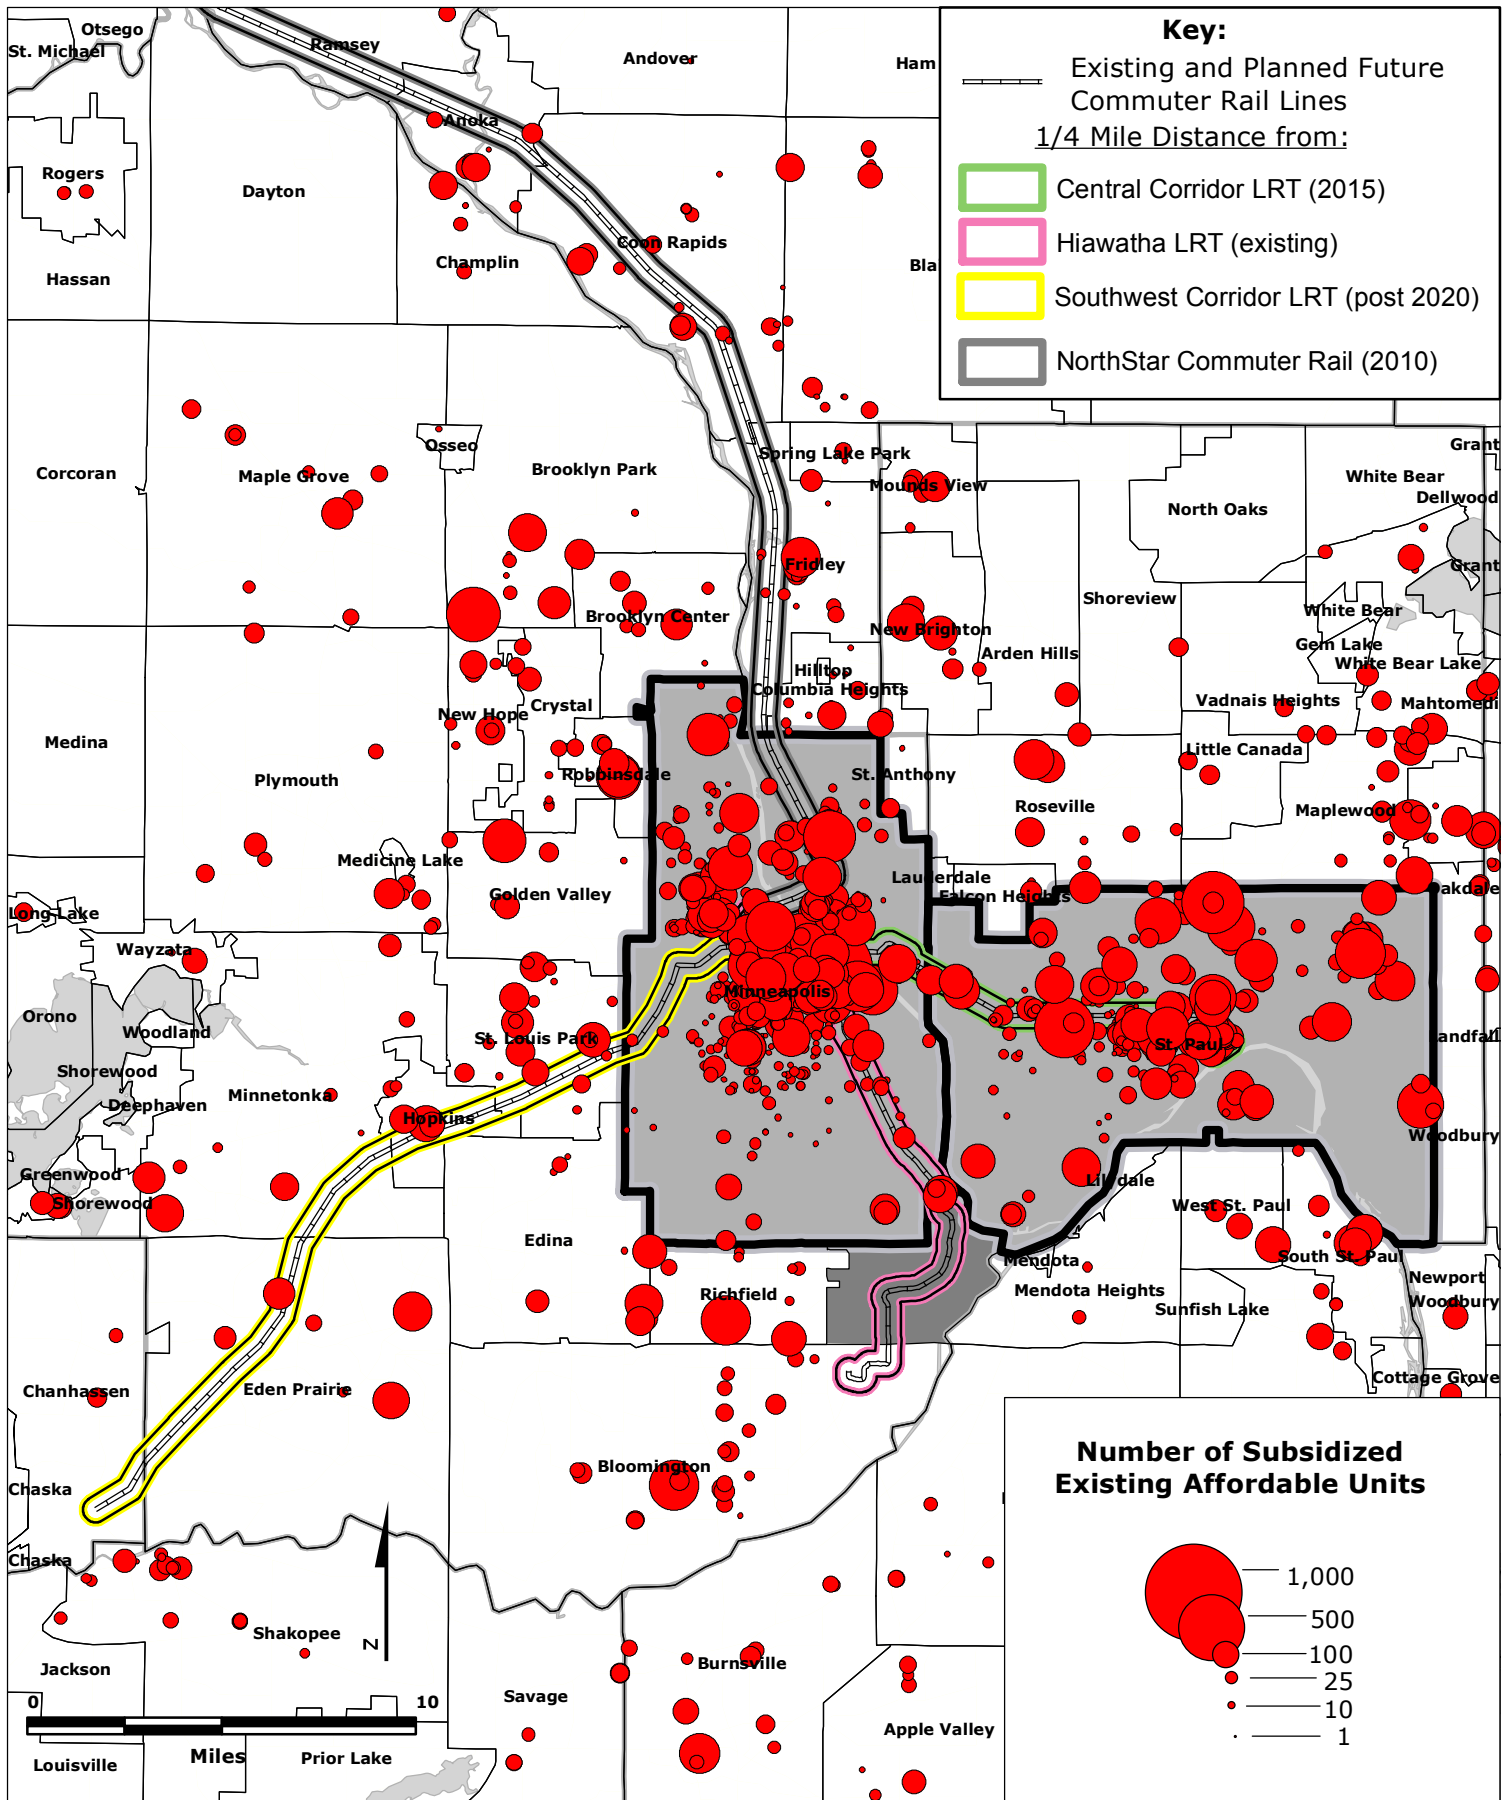 Key:
Existing and Planned Future
Commuter Rail Lines
1/4 Mile Distance from:
Central Corridor LRT (2015)
Hiawatha LRT (existing)
Southwest Corridor LRT (post 2020)
NorthStar Commuter Rail (2010)
Otsego
St. Michael
Ramsey
Andover
Ham
Anoka
Rogers
Dayton
Coon Rapids
Champlin
Bla
Hassan
Osseo
Corcoran
Maple Grove
Brooklyn Park
Spring Lake Park
Mounds View
Grant
White Bear
Dellwood
North Oaks
Fridley
Grant
Shoreview
White Bear
Brooklyn Center
New Brighton
Gem Lake
Arden Hills
White Bear Lake
Hilltop
Columbia Heights
Vadnais Heights
Mahtomedi
Crystal
New Hope
Medina
Little Canada
Plymouth
Robbinsdale
St. Anthony
Roseville
Maplewood
Medicine Lake
Golden Valley
Lauderdale
Falcon Heights
Oakdale
Long Lake
Wayzata
Minneapolis
Orono
Woodland
St. Louis Park
St. Paul
Landfall
Shorewood
Deephaven
Minnetonka
Hopkins
Woodbury
Greenwood
Shorewood
Lilydale
West St. Paul
Edina
South St. Paul
Mendota
Richfield
Mendota Heights
Sunfish Lake
Newport
Woodbury
Chanhassen
Eden Prairie
Cottage Grove
Bloomington
Chaska
Chaska
Shakopee
Jackson
Savage
Burnsville
Apple Valley
Louisville
Prior Lake
Z
0
10
Miles
Number of Subsidized
Existing Affordable Units
1,000
500
100
25
10
1